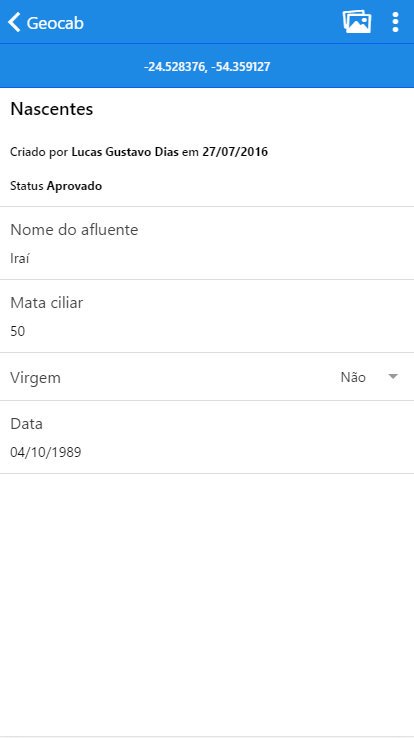 Geocab
-24.528376, -54.359127
Nascentes
Criado por Lucas Gustavo Dias em 27/07/2016
Status Aprovado
Nome do afluente
Iraí
Mata ciliar
50
Virgem
Não
Data
04/10/1989